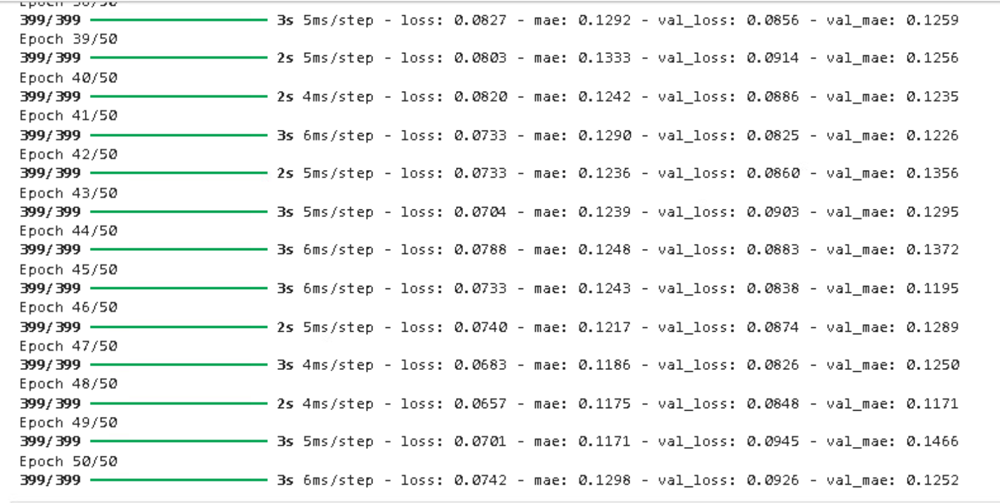 Epoch 38/50
399/399 3s 5ms/step - loss: 0.0827 - mae: 0.1292 - val_loss: 0.0856 - val_mae: 0.1259
Epoch 39/50
399/399 2s 5ms/step - loss: 0.0803 - mae: 0.1333 - val_loss: 0.0914 - val_mae: 0.1256
Epoch 40/50
399/399 2s 4ms/step - loss: 0.0820 - mae: 0.1242 - val_loss: 0.0886 - val_mae: 0.1235
Epoch 41/50
399/399 3s 6ms/step - loss: 0.0733 - mae: 0.1290 - val_loss: 0.0825 - val_mae: 0.1226
Epoch 42/50
399/399 2s 5ms/step - loss: 0.0733 - mae: 0.1236 - val_loss: 0.0860 - val_mae: 0.1356
Epoch 43/50
399/399 3s 5ms/step - loss: 0.0704 - mae: 0.1239 - val_loss: 0.0903 - val_mae: 0.1295
Epoch 44/50
399/399 3s 6ms/step - loss: 0.0788 - mae: 0.1248 - val_loss: 0.0883 - val_mae: 0.1372
Epoch 45/50
399/399 3s 6ms/step - loss: 0.0733 - mae: 0.1243 - val_loss: 0.0838 - val_mae: 0.1195
Epoch 46/50
399/399 2s 5ms/step - loss: 0.0740 - mae: 0.1217 - val_loss: 0.0874 - val_mae: 0.1289
Epoch 47/50
399/399 3s 4ms/step - loss: 0.0683 - mae: 0.1186 - val_loss: 0.0826 - val_mae: 0.1250
Epoch 48/50
399/399 2s 4ms/step - loss: 0.0657 - mae: 0.1175 - val_loss: 0.0848 - val_mae: 0.1171
Epoch 49/50
399/399 3s 5ms/step - loss: 0.0701 - mae: 0.1171 - val_loss: 0.0945 - val_mae: 0.1466
Epoch 50/50
399/399 3s 6ms/step - loss: 0.0742 - mae: 0.1298 - val_loss: 0.0926 - val_mae: 0.1252